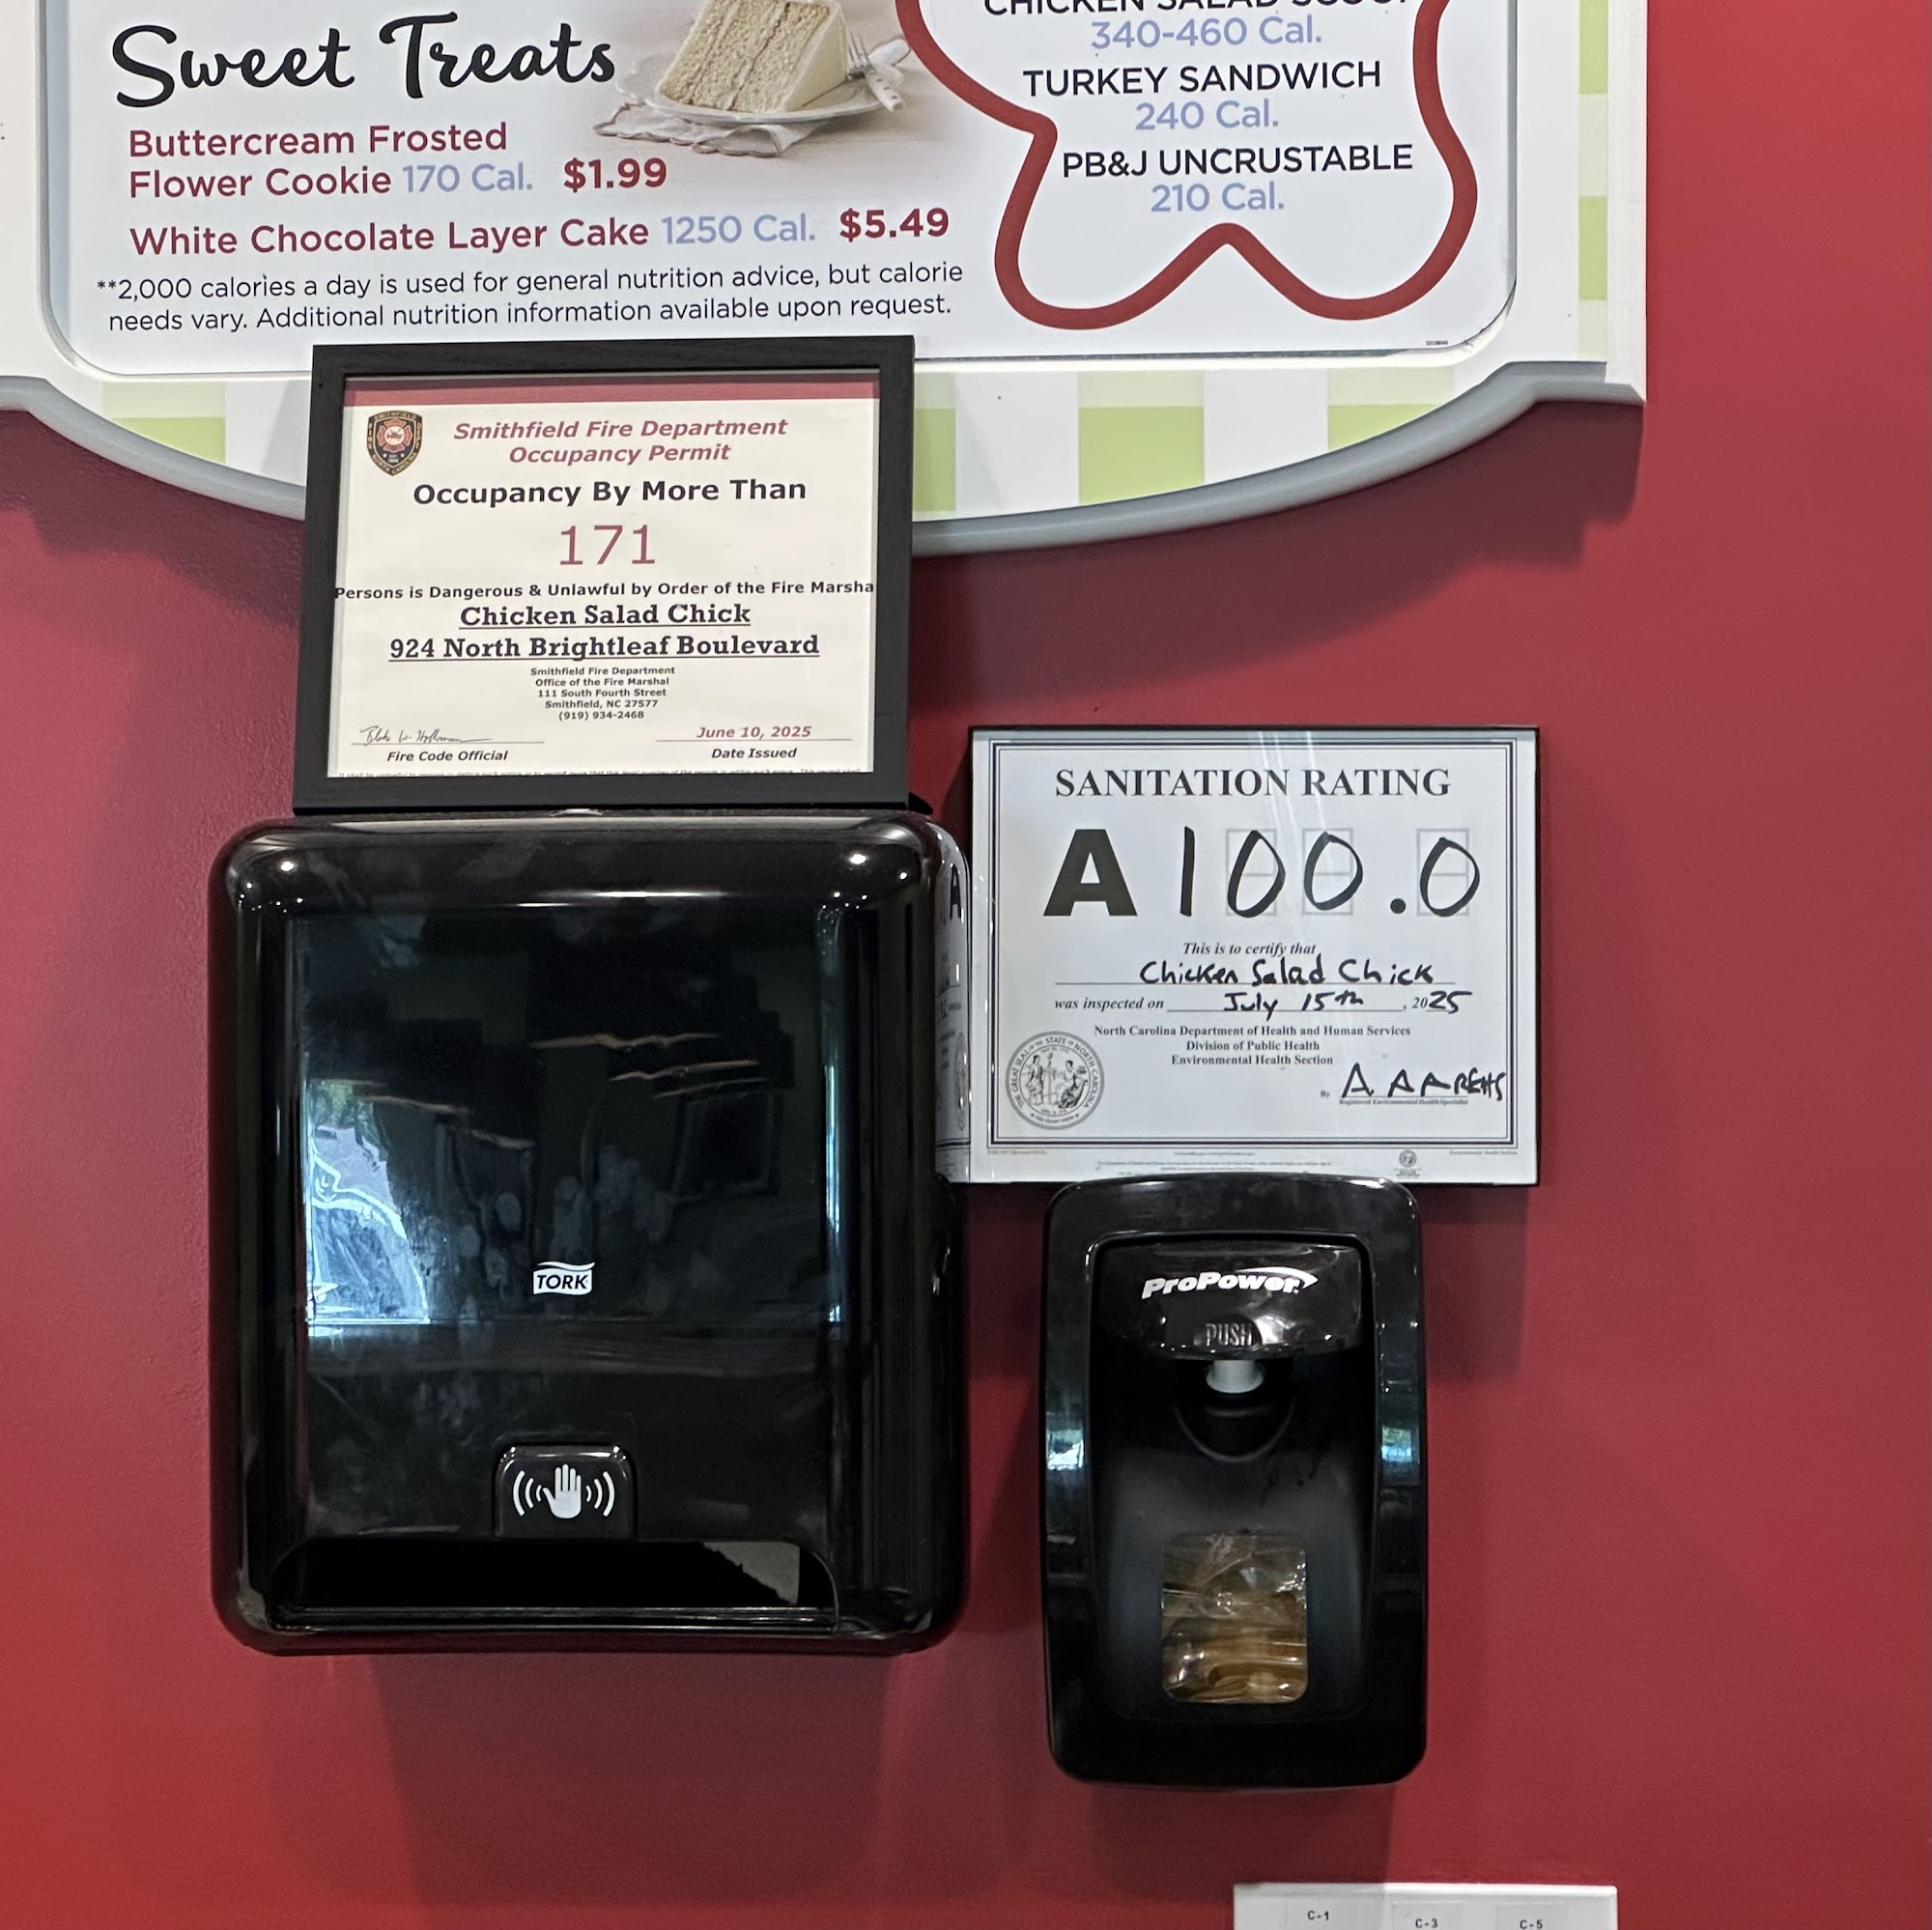 Sweet Treats
Buttercream Frosted
Flower Cookie 170 Cal. $1.99
White Chocolate Layer Cake 1250 Cal. $5.49
**2,000 calories a day is used for general nutrition advice, but calorie
needs vary. Additional nutrition information available upon request.
CHICKEN SALAD SCOOP
340-460 Cal.
TURKEY SANDWICH
240 Cal.
PB&J UNCRUSTABLE
210 Cal.
Smithfield Fire Department
Occupancy Permit
Occupancy By More Than
171
Persons is Dangerous & Unlawful by Order of the Fire Marsha
Chicken Salad Chick
924 North Brightleaf Boulevard
Smithfield Fire Department
Office of the Fire Marshal
111 South Fourth Street
Smithfield, NC 27577
(919) 934-2468
June 10, 2025
Fire Code Official Date Issued
SANITATION RATING
A 100.0
This is to certify that
Chicken Salad Chick
was inspected on July 15th, 2025
North Carolina Department of Health and Human Services
Division of Public Health
Environmental Health Section
By
Registered Environmental Health Specialist
TORK
ProPower
PUSH
C-1 C-3 C-5